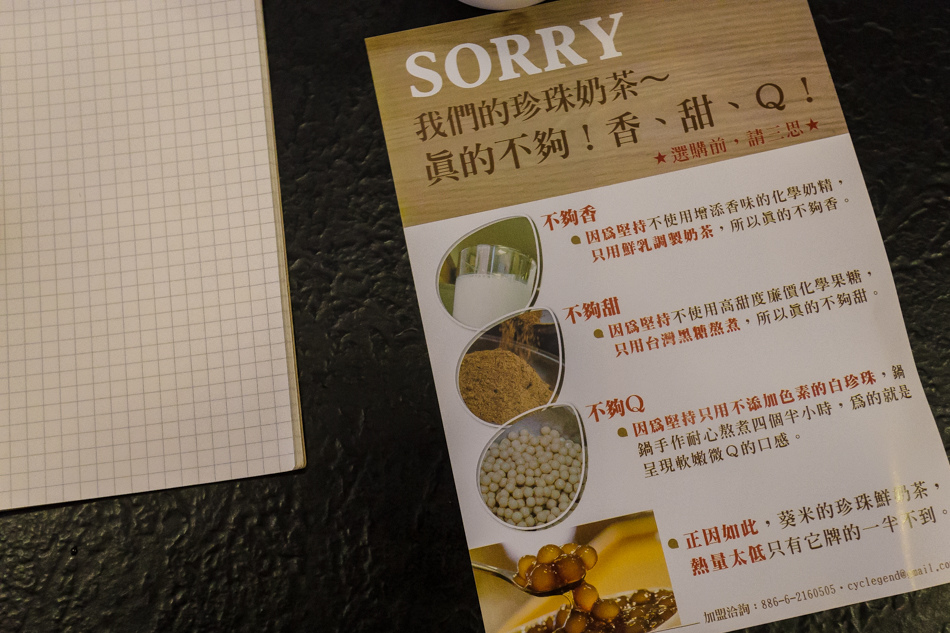 SORRY
我們的珍珠奶茶～
真的不夠！香、甜、Q！
★選購前，請三思★
不夠香
因為堅持不使用增添香味的化學奶精，
只用鮮乳調製奶茶，所以真的不夠香。
不夠甜
因為堅持不使用高甜度廉價化學果糖，
只用台灣黑糖熬煮，所以真的不夠甜。
不夠Q
因為堅持只用不添加色素的白珍珠，鍋
鍋手作耐心熬煮四個半小時，為的就是
呈現軟嫩微Q的口感。
正因如此，葵米的珍珠鮮奶茶，
熱量太低只有它牌的一半不到。
加盟洽詢：886-6-2160505・cyclegend@gmail.co